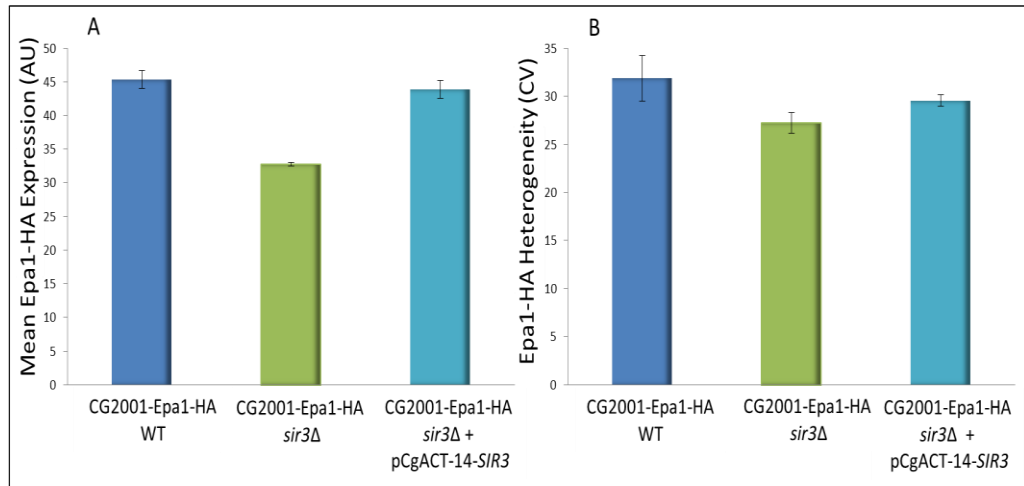 A
Mean Epa1-HA Expression (AU)
50
45
40
35
30
25
20
15
10
5
0
CG2001-Epa1-HA
WT
CG2001-Epa1-HA
sir3Δ
CG2001-Epa1-HA
sir3Δ +
pCgACT-14-SIR3
B
Epa1-HA Heterogeneity (CV)
35
30
25
20
15
10
5
0
CG2001-Epa1-HA
WT
CG2001-Epa1-HA
sir3Δ
CG2001-Epa1-HA
sir3Δ +
pCgACT-14-SIR3